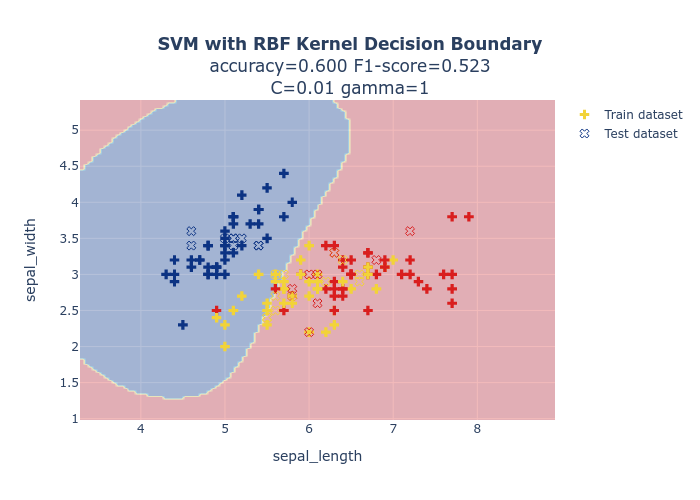 SVM with RBF Kernel Decision Boundary
accuracy=0.600 F1-score=0.523
C=0.01 gamma=1
Train dataset
Test dataset
5
4.5
4
3.5
3
2.5
2
1.5
1
sepal_width
4
5
6
7
8
sepal_length